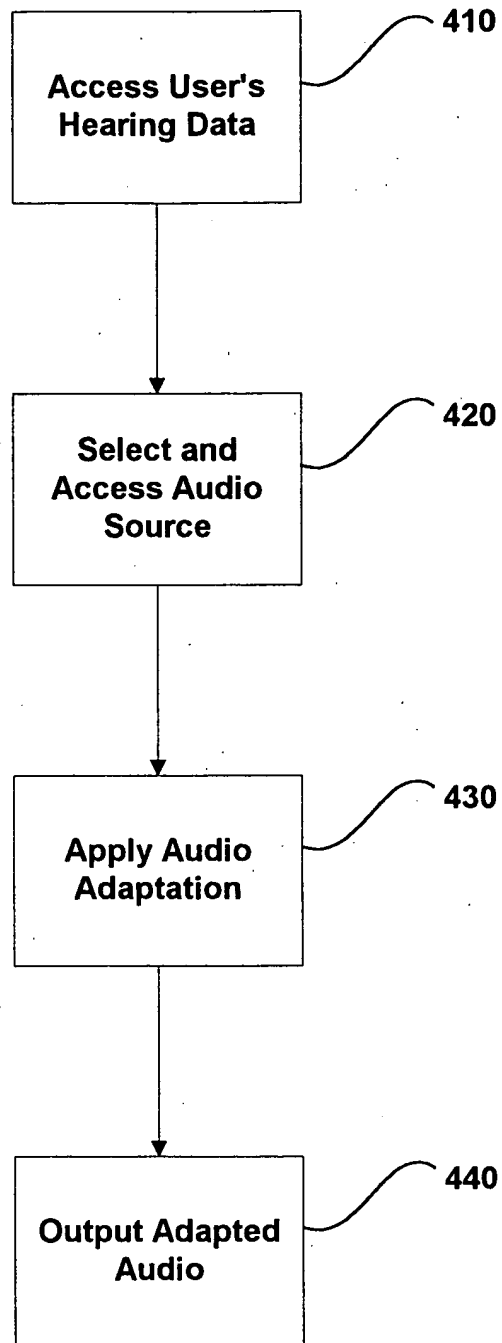 410
Access User's
Hearing Data
420
Select and
Access Audio
Source
430
Apply Audio
Adaptation
440
Output Adapted
Audio